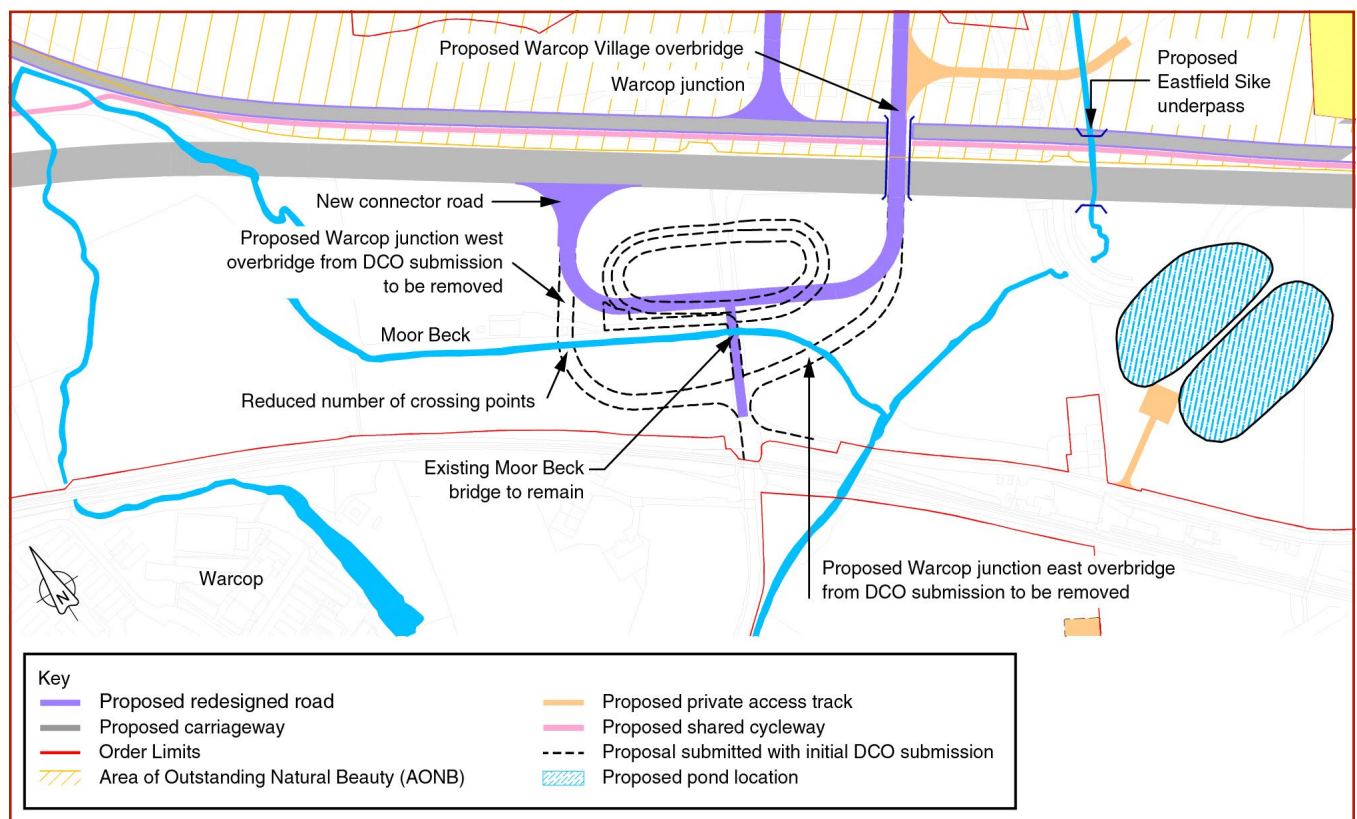 Proposed Warcop Village overbridge
Warcop junction
Proposed
Eastfield Sike
underpass
New connector road
Proposed Warcop junction west
overbridge from DCO submission
to be removed
Moor Beck
Reduced number of crossing points
Existing Moor Beck
bridge to remain
Proposed Warcop junction east overbridge
from DCO submission to be removed
Warcop
N
Key
Proposed redesigned road
Proposed carriageway
Order Limits
Area of Outstanding Natural Beauty (AONB)
Proposed private access track
Proposed shared cycleway
Proposal submitted with initial DCO submission
Proposed pond location